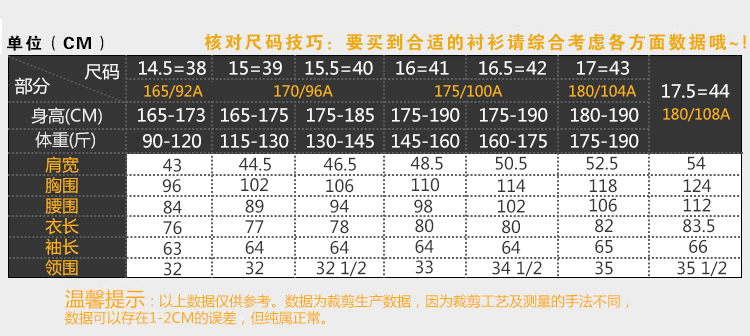 单位（CM）
核对尺码技巧：要买到合适的衬衫请综合考虑各方面数据哦~!
尺码 14.5=38 15=39 15.5=40 16=41 16.5=42 17=43 17.5=44
部分 165/92A 170/96A 175/100A 180/104A 180/108A
身高(CM) 165-173 165-175 175-185 175-190 175-190 180-190
体重(斤) 90-120 115-130 130-145 145-160 160-175 175-190
肩宽 43 44.5 46.5 48.5 50.5 52.5 54
胸围 96 102 106 110 114 118 124
腰围 84 89 94 98 102 106 112
衣长 76 77 78 80 80 82 83.5
袖长 63 64 64 64 64 65 66
领围 32 32 32 1/2 33 34 1/2 35 35 1/2
温馨提示：以上数据仅供参考。数据为裁剪生产数据，因为裁剪工艺及测量的手法不同，
数据可以存在1-2CM的误差，但纯属正常。